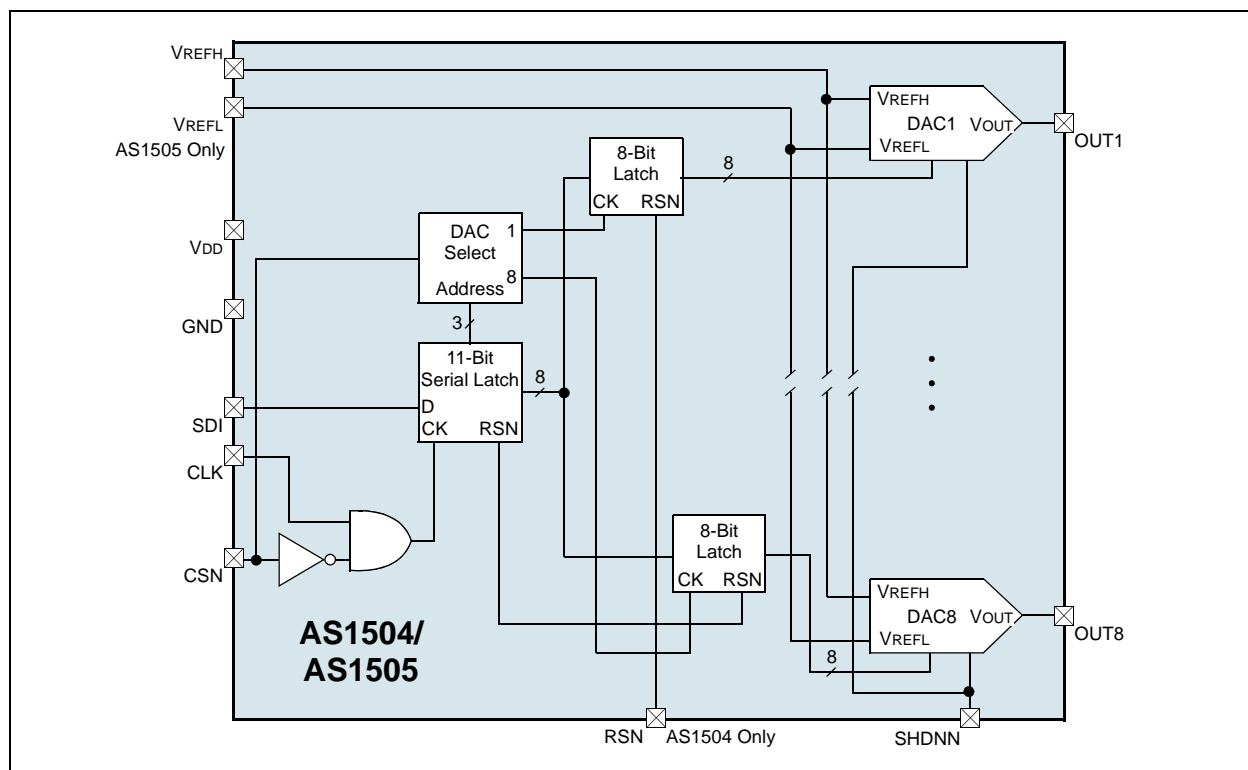 VREFH
VREFL
AS1505 Only
VDD
GND
SDI
CLK
CSN
8-Bit
Latch
CK RSN
8
DAC 1
Select
Address 8
3
11-Bit
Serial Latch
D
CK RSN
8
VREFH
DAC1 VOUT
VREFL
OUT1
8-Bit
Latch
CK RSN
8
VREFH
DAC8 VOUT
VREFL
OUT8
AS1504/
AS1505
RSN AS1504 Only
SHDNN